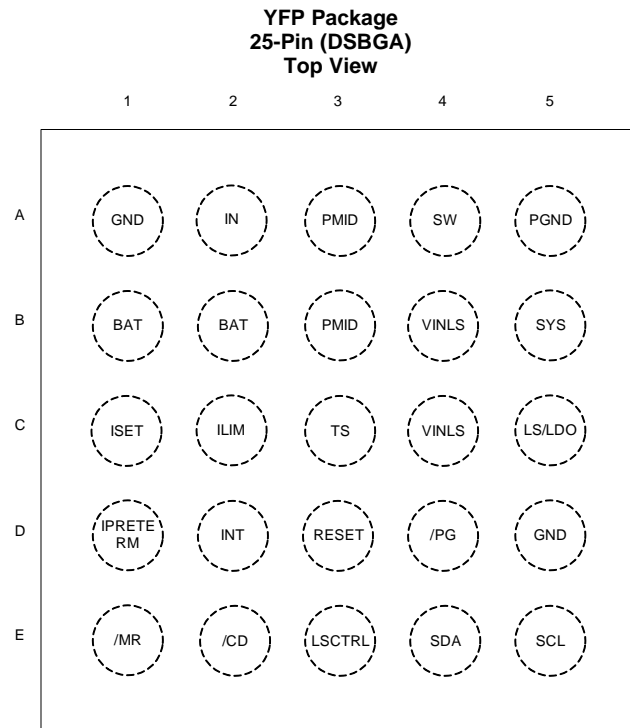 YFP Package
25-Pin (DSBGA)
Top View
1 2 3 4 5
A GND IN PMID SW PGND
B BAT BAT PMID VINLS SYS
C ISET ILIM TS VINLS LS/LDO
D IPRETE
RM INT RESET /PG GND
E /MR /CD LSCTRL SDA SCL